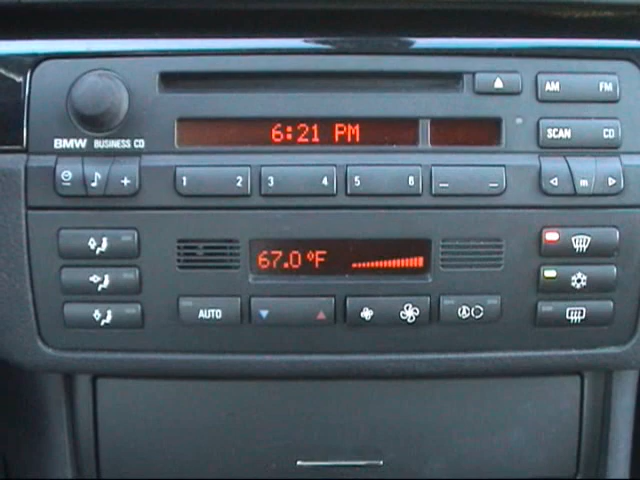 AM FM
6:21 PM
SCAN CD
BMW BUSINESS CD
+ 1 2 3 4 5 6 — — m
67.0 °F
AUTO